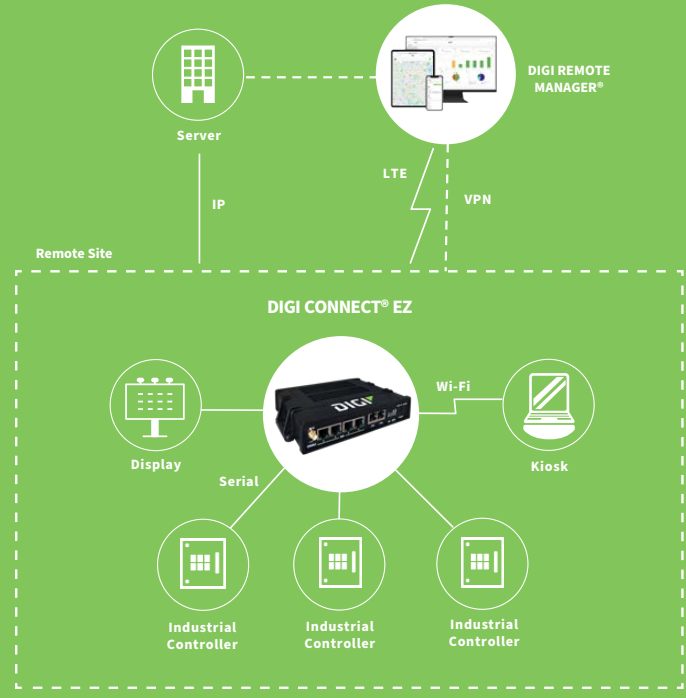 DIGI REMOTE
MANAGER®
Server
LTE
VPN
IP
Remote Site
DIGI CONNECT® EZ
DIGI
Wi-Fi
Display
Kiosk
Serial
Industrial
Controller
Industrial
Controller
Industrial
Controller